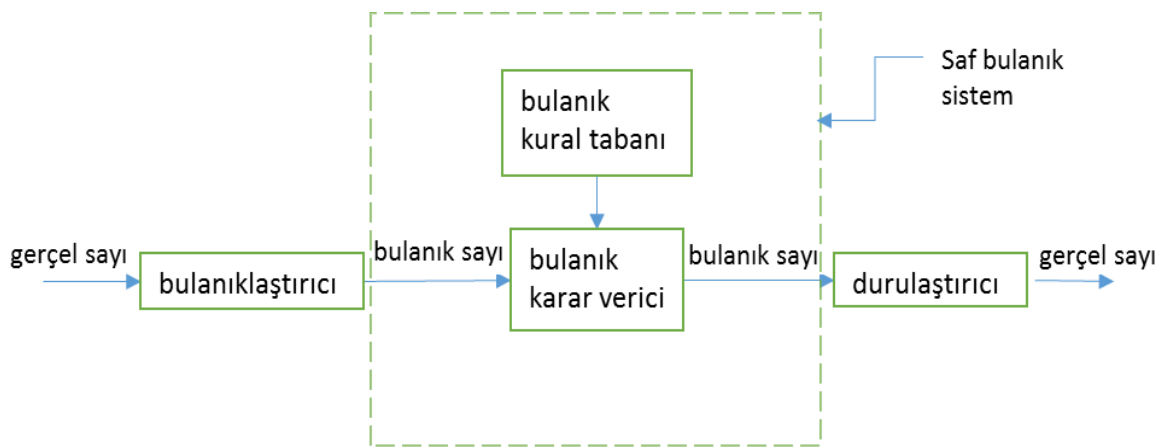 Saf bulanık
sistem
bulanık
kural tabanı
gerçel sayı
bulanıklaştırıcı
bulanık sayı
bulanık
karar verici
bulanık sayı
durulaştırıcı
gerçel sayı